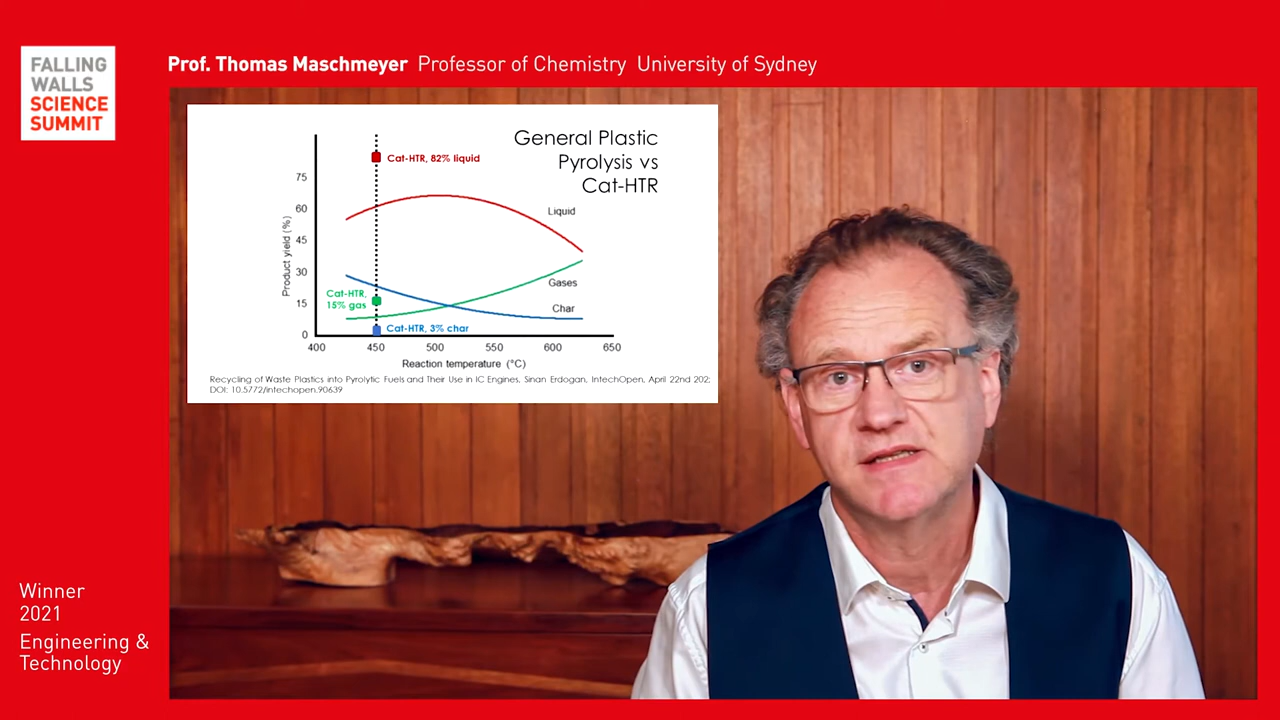 FALLING
WALLS
SCIENCE
SUMMIT
Prof. Thomas Maschmeyer Professor of Chemistry University of Sydney
General Plastic
Pyrolysis vs
Cat-HTR
Cat-HTR, 82% liquid
75
60
45
30
15
0
Product yield (%)
Liquid
Gases
Char
Cat-HTR,
15% gas
Cat-HTR, 3% char
400 450 500 550 600 650
Reaction temperature (°C)
Recycling of Waste Plastics into Pyrolytic Fuels and Their Use in IC Engines, Sinan Erdogan, IntechOpen, April 22nd 202
DOI: 10.5772/intechopen.90639
Winner
2021
Engineering &
Technology